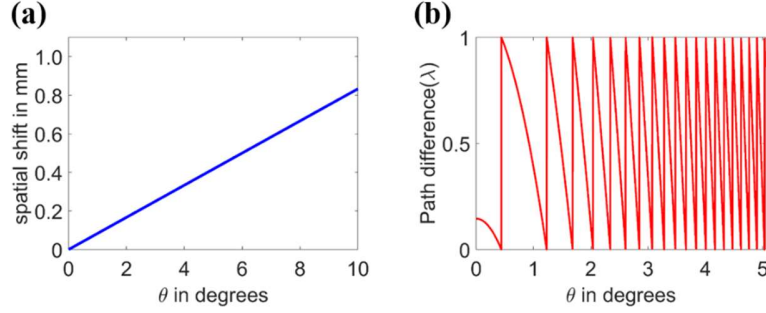 (a)
spatial shift in mm
1.0
0.8
0.6
0.4
0.2
0
0 2 4 6 8 10
θ in degrees
(b)
Path difference(λ)
1
0.5
0
0 1 2 3 4 5
θ in degrees